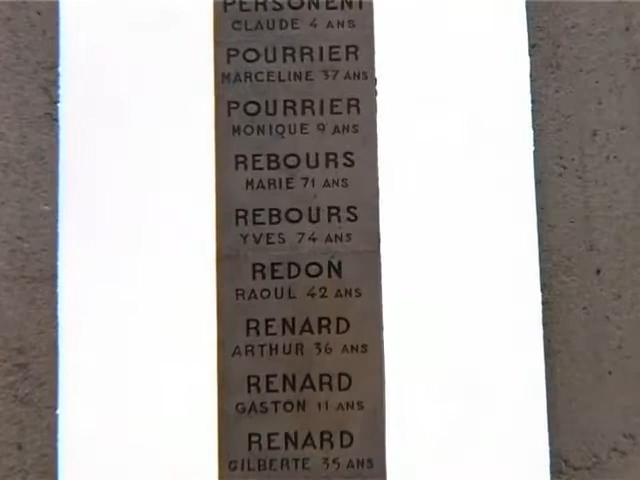 PERSONENI
CLAUDE 4 ANS
POURRIER
MARCELINE 37 ANS
POURRIER
MONIQUE 9 ANS
REBOURS
MARIE 71 ANS
REBOURS
YVES 74 ANS
REDON
RAOUL 42 ANS
RENARD
ARTHUR 36 ANS
RENARD
GASTON 11 ANS
RENARD
GILBERTE 35 ANS